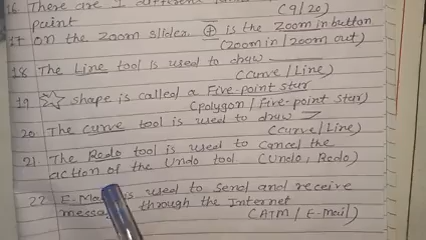 16 There are 9 different
paint (9/20)
17 on the Zoom slider ⊕ is the Zoom in button
(zoom in / zoom out)
18 The Line tool is used to draw
(curve / Line)
19 ☆ shape is called a Five-point star
(polygon / Five-point star)
20. The curve tool is used to draw
(curve / Line)
21. The Redo tool is used to cancel the
action of the Undo tool (Undo, Redo)
22 E-Mail is used to send and receive
messa through the Internet
(ATM / E-mail)